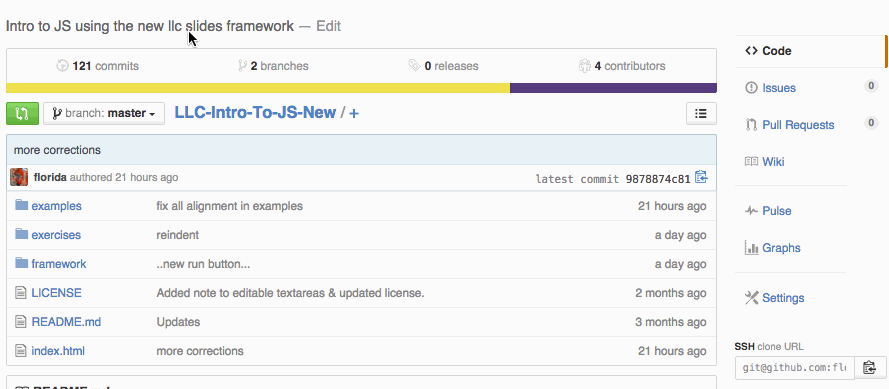 Intro to JS using the new llc slides framework — Edit
121 commits 2 branches 0 releases 4 contributors
branch: master LLC-Intro-To-JS-New / +
more corrections
florida authored 21 hours ago latest commit 9878874c81
examples fix all alignment in examples 21 hours ago
exercises reindent a day ago
framework ..new run button... a day ago
LICENSE Added note to editable textareas & updated license. 2 months ago
README.md Updates 3 months ago
index.html more corrections 21 hours ago
README.md
Code
Issues 0
Pull Requests 0
Wiki
Pulse
Graphs
Settings
SSH clone URL
git@github.com:flo